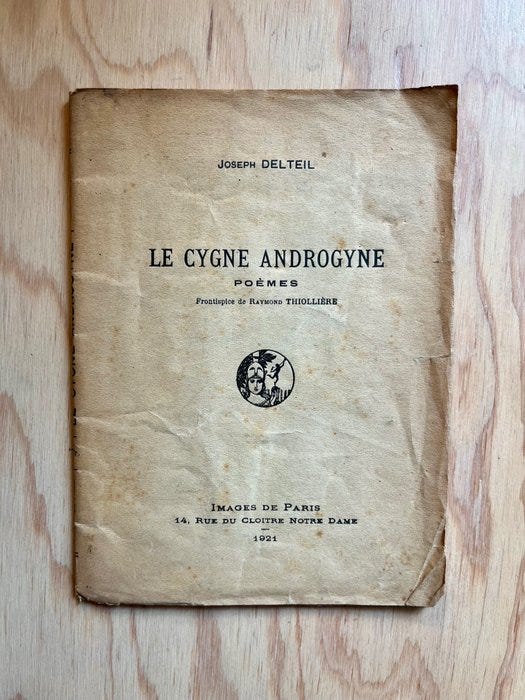 Joseph DELTEIL
LE CYGNE ANDROGYNE
POÈMES
Frontispice de Raymond THIOLLIÈRE
Images de Paris
14, Rue du Cloitre Notre Dame
1921